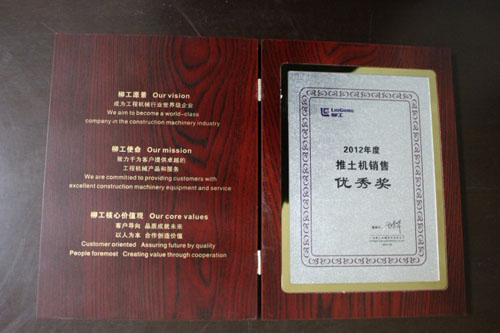 柳工愿景 Our vision
成为工程机械行业世界级企业
We aim to become a world-class
company in the construction machinery industry
柳工使命 Our mission
致力于为客户提供卓越的
工程机械产品和服务
We are committed to providing customers with
excellent construction machinery equipment and service
柳工核心价值观 Our core values
客户导向 品质成就未来
以人为本 合作创造价值
Customer oriented Assuring future by quality
People foremost Creating value through cooperation
LiuGong
柳工
2012年度
推土机销售
优秀奖